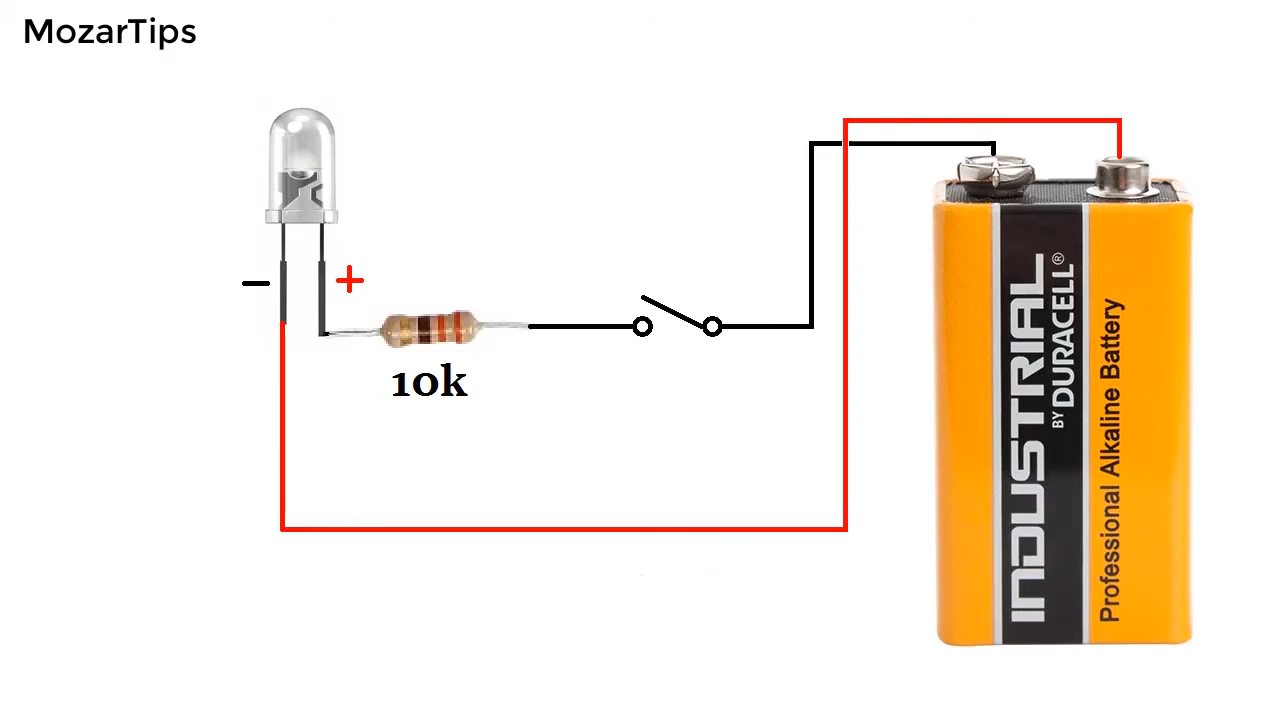 MozarTips
−
+
10k
INDUSTRIAL
BY DURACELL®
Professional Alkaline Battery